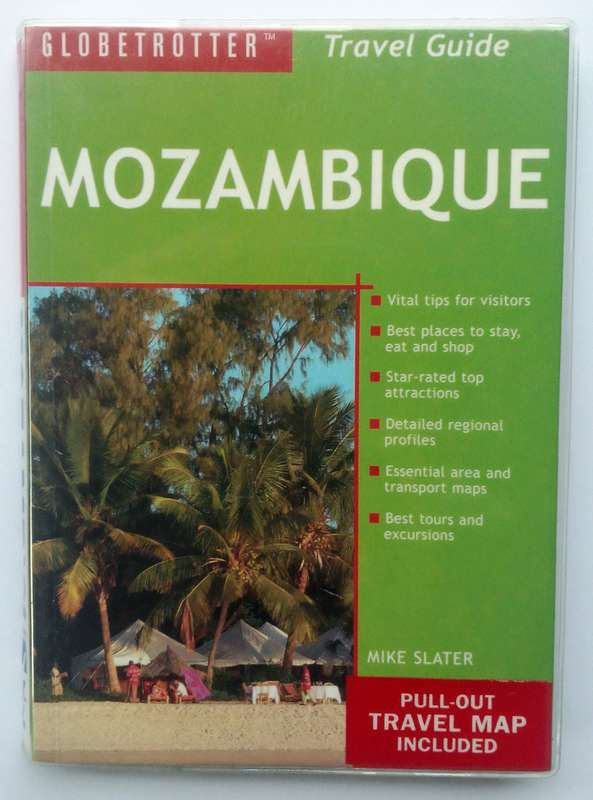 GLOBETROTTER™
Travel Guide
MOZAMBIQUE
Vital tips for visitors
Best places to stay,
eat and shop
Star-rated top
attractions
Detailed regional
profiles
Essential area and
transport maps
Best tours and
excursions
MIKE SLATER
PULL-OUT
TRAVEL MAP
INCLUDED